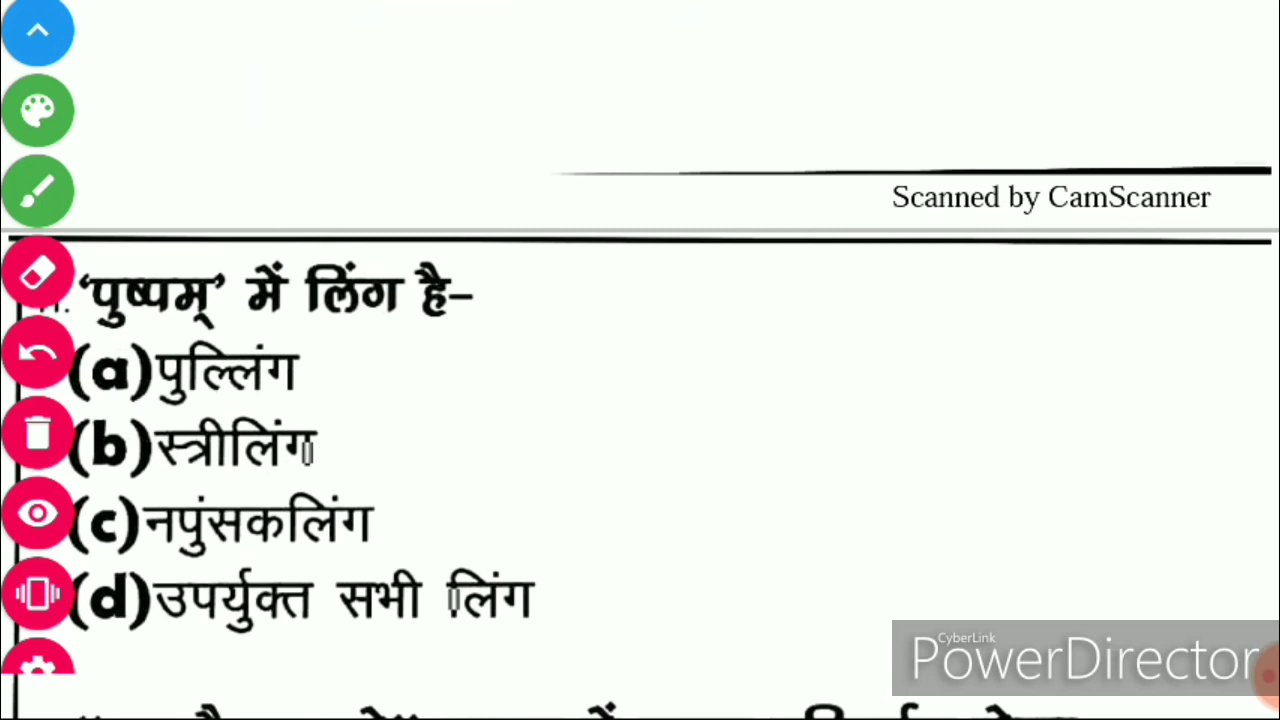 Scanned by CamScanner
'पुष्पम्' में लिंग है–
(a)पुल्लिंग
(b)स्त्रीलिंग
(c)नपुंसकलिंग
(d)उपर्युक्त सभी लिंग
CyberLink
PowerDirector